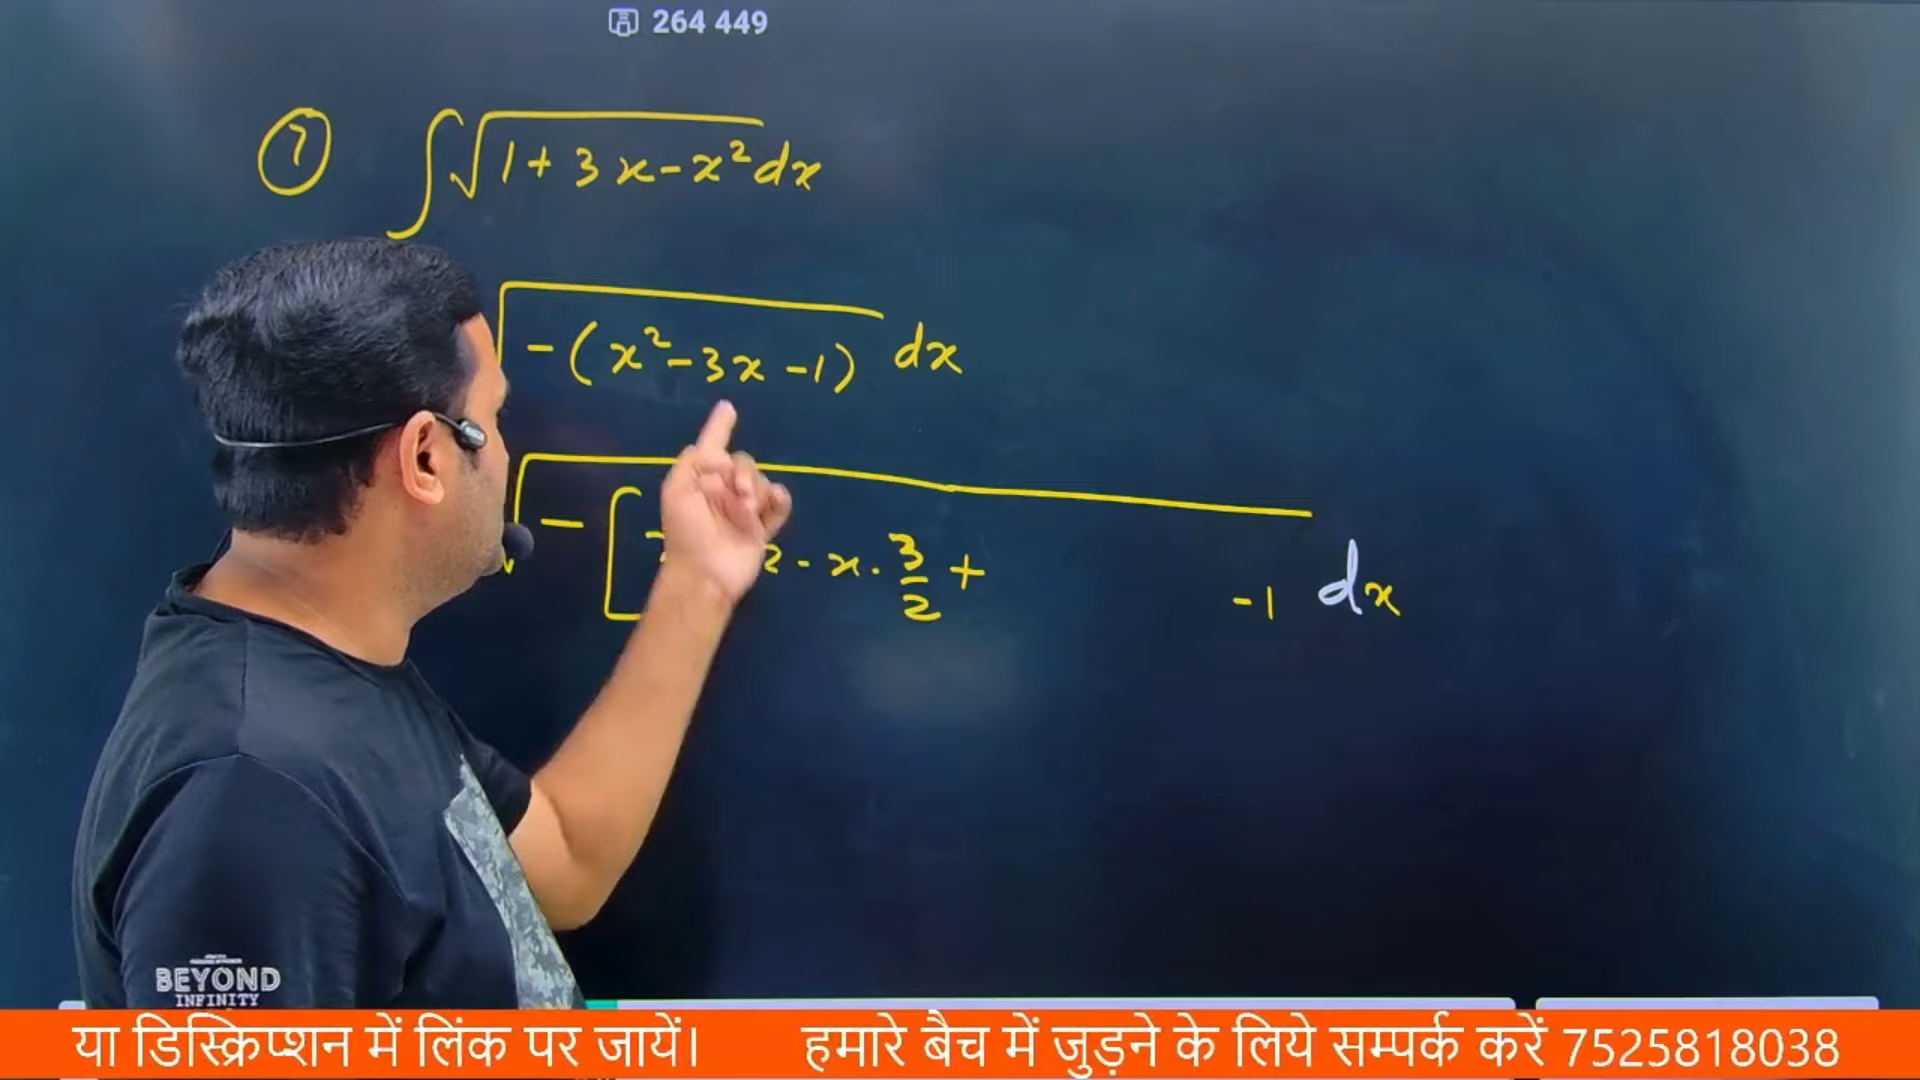 264 449
7 ∫√1+3x-x² dx
√-(x²-3x-1) dx
√-[ 2·x·3/2 + -1 dx
BEYOND
INFINITY
या डिस्क्रिप्शन में लिंक पर जायें। हमारे बैच में जुड़ने के लिये सम्पर्क करें 7525818038